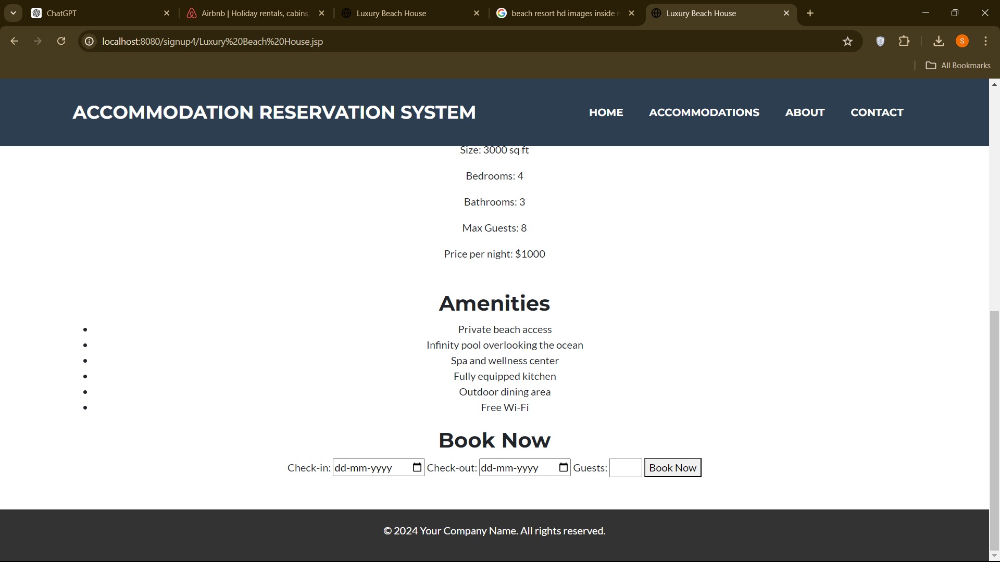 ChatGPT
Airbnb | Holiday rentals, cabins,
Luxury Beach House
beach resort hd images inside r
Luxury Beach House
localhost:8080/signup4/Luxury%20Beach%20House.jsp
S
All Bookmarks
ACCOMMODATION RESERVATION SYSTEM
HOME
ACCOMMODATIONS
ABOUT
CONTACT
Size: 3000 sq ft
Bedrooms: 4
Bathrooms: 3
Max Guests: 8
Price per night: $1000
Amenities
• Private beach access
• Infinity pool overlooking the ocean
• Spa and wellness center
• Fully equipped kitchen
• Outdoor dining area
• Free Wi-Fi
Book Now
Check-in: dd-mm-yyyy Check-out: dd-mm-yyyy Guests: Book Now
© 2024 Your Company Name. All rights reserved.